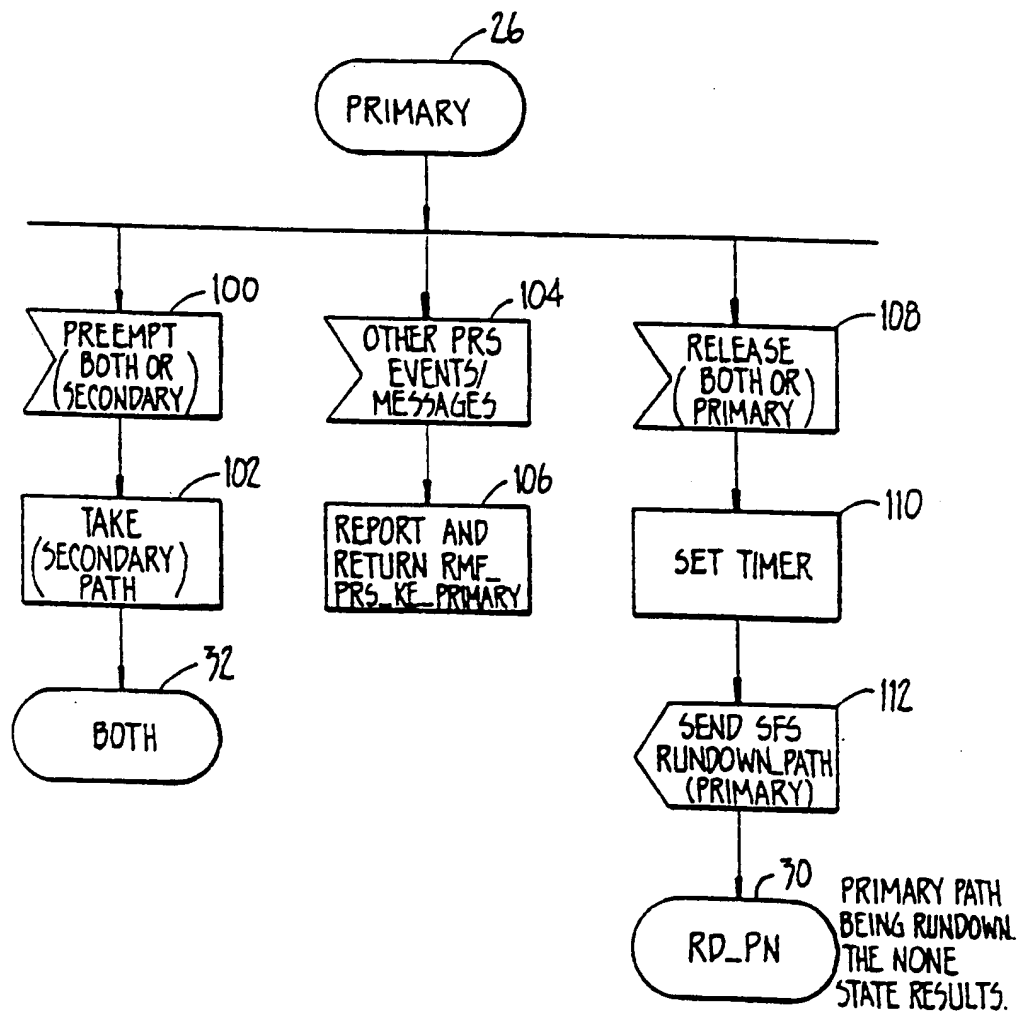 26
PRIMARY
100
PREEMPT
(BOTH OR
SECONDARY)
104
OTHER PRS
EVENTS/
MESSAGES
108
RELEASE
(BOTH OR
PRIMARY)
102
TAKE
(SECONDARY)
PATH
106
REPORT AND
RETURN RMF_
PRS_KE_PRIMARY
110
SET TIMER
32
BOTH
112
SEND SFS
RUNDOWN_PATH
(PRIMARY)
30
RD_PN
PRIMARY PATH
BEING RUNDOWN.
THE NONE
STATE RESULTS.